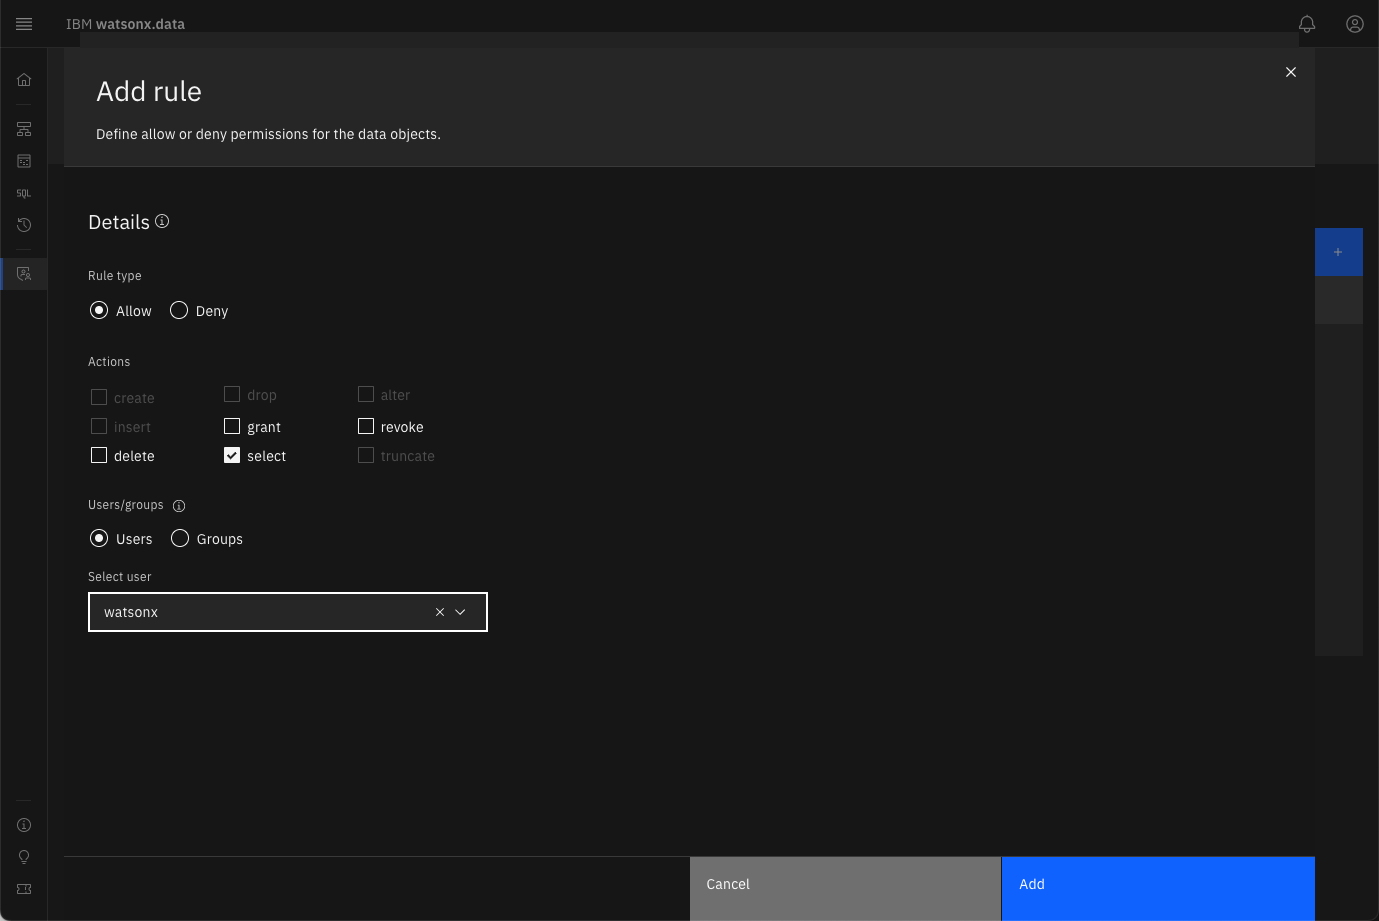 IBM watsonx.data
Add rule
Define allow or deny permissions for the data objects.
SQL
Details
Rule type
Allow Deny
Actions
create drop alter
insert grant revoke
delete select truncate
Users/groups
Users Groups
Select user
watsonx
Cancel Add